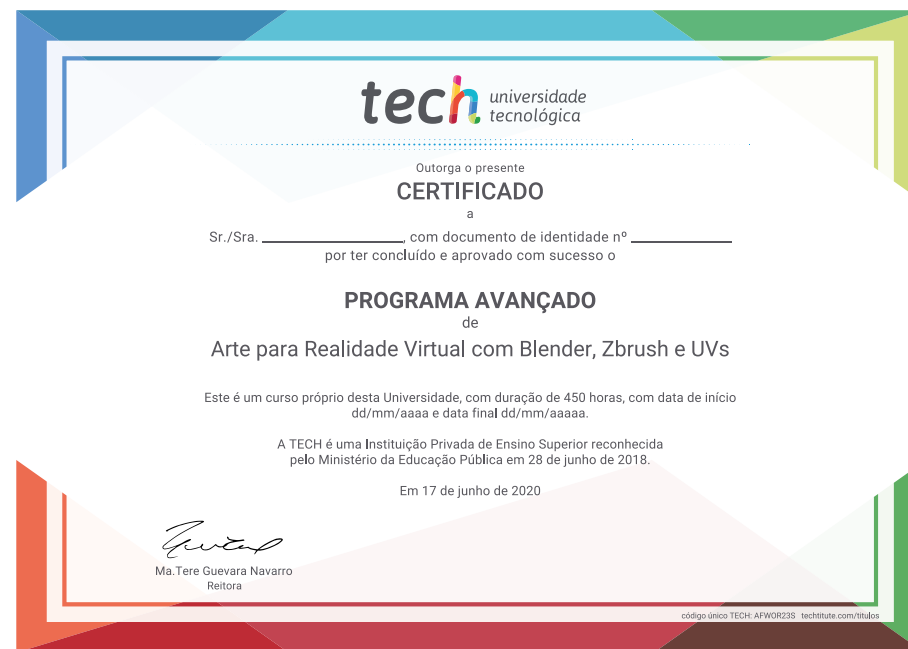 tech universidade
tecnológica
Outorga o presente
CERTIFICADO
a
Sr./Sra. ____________________, com documento de identidade nº ______________
por ter concluído e aprovado com sucesso o
PROGRAMA AVANÇADO
de
Arte para Realidade Virtual com Blender, Zbrush e UVs
Este é um curso próprio desta Universidade, com duração de 450 horas, com data de início
dd/mm/aaaa e data final dd/mm/aaaaa.
A TECH é uma Instituição Privada de Ensino Superior reconhecida
pelo Ministério da Educação Pública em 28 de junho de 2018.
Em 17 de junho de 2020
Ma.Tere Guevara Navarro
Reitora
código único TECH: AFWOR23S techtitute.com/titulos